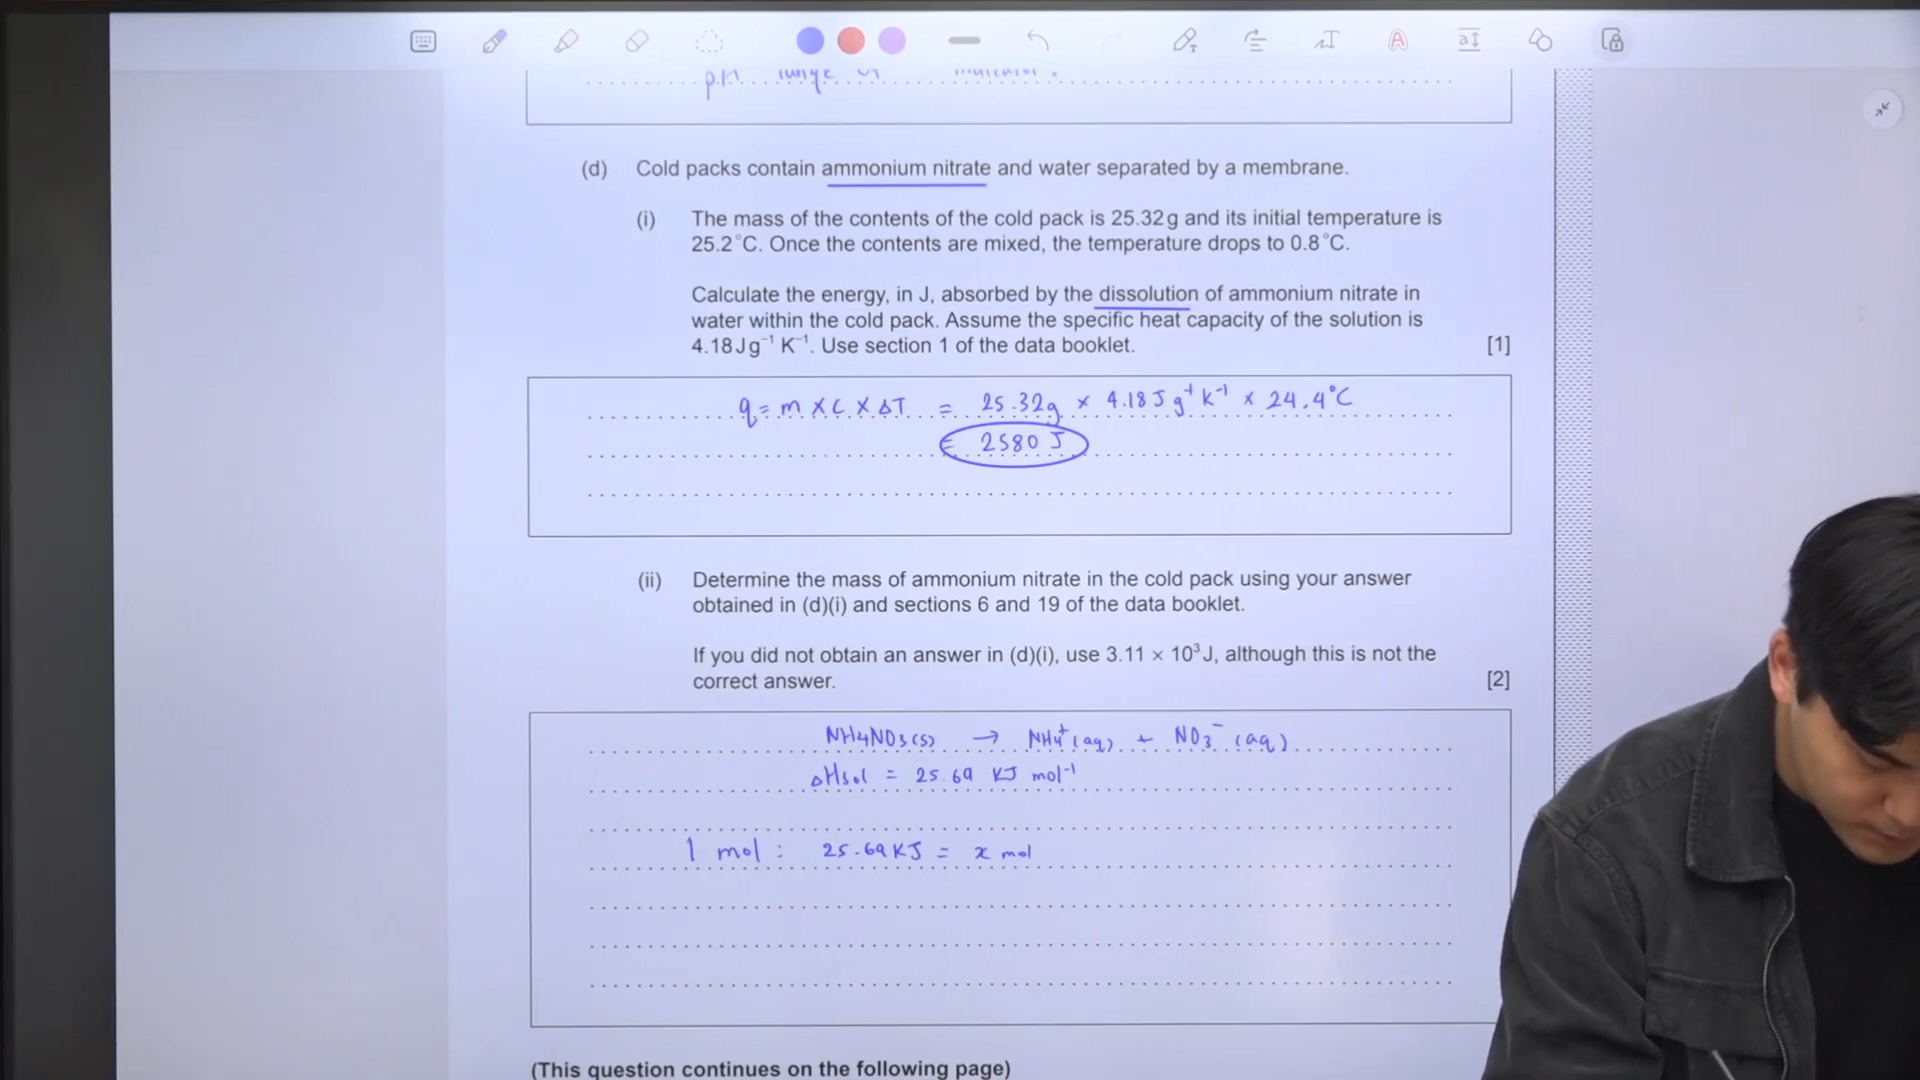 (d) Cold packs contain ammonium nitrate and water separated by a membrane.
(i) The mass of the contents of the cold pack is 25.32 g and its initial temperature is
25.2 °C. Once the contents are mixed, the temperature drops to 0.8 °C.
Calculate the energy, in J, absorbed by the dissolution of ammonium nitrate in
water within the cold pack. Assume the specific heat capacity of the solution is
4.18 J g⁻¹ K⁻¹. Use section 1 of the data booklet. [1]
q = m × C × ΔT = 25.32g × 4.18 J g⁻¹ K⁻¹ × 24.4°C
= 2580 J
(ii) Determine the mass of ammonium nitrate in the cold pack using your answer
obtained in (d)(i) and sections 6 and 19 of the data booklet.
If you did not obtain an answer in (d)(i), use 3.11 × 10³ J, although this is not the
correct answer. [2]
NH4NO3(s) → NH4⁺(aq) + NO3⁻(aq)
ΔHsol = 25.69 KJ mol⁻¹
1 mol : 25.69 KJ = x mol
(This question continues on the following page)